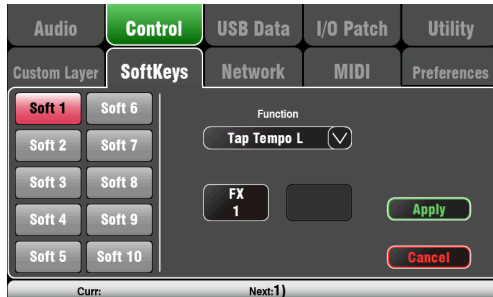 Audio Control USB Data I/O Patch Utility
Custom Layer SoftKeys Network MIDI Preferences
Soft 1 Soft 6
Function
Soft 2 Soft 7
Tap Tempo L
Soft 3 Soft 8
FX
1
Soft 4 Soft 9
Apply
Soft 5 Soft 10
Cancel
Curr: Next:1)